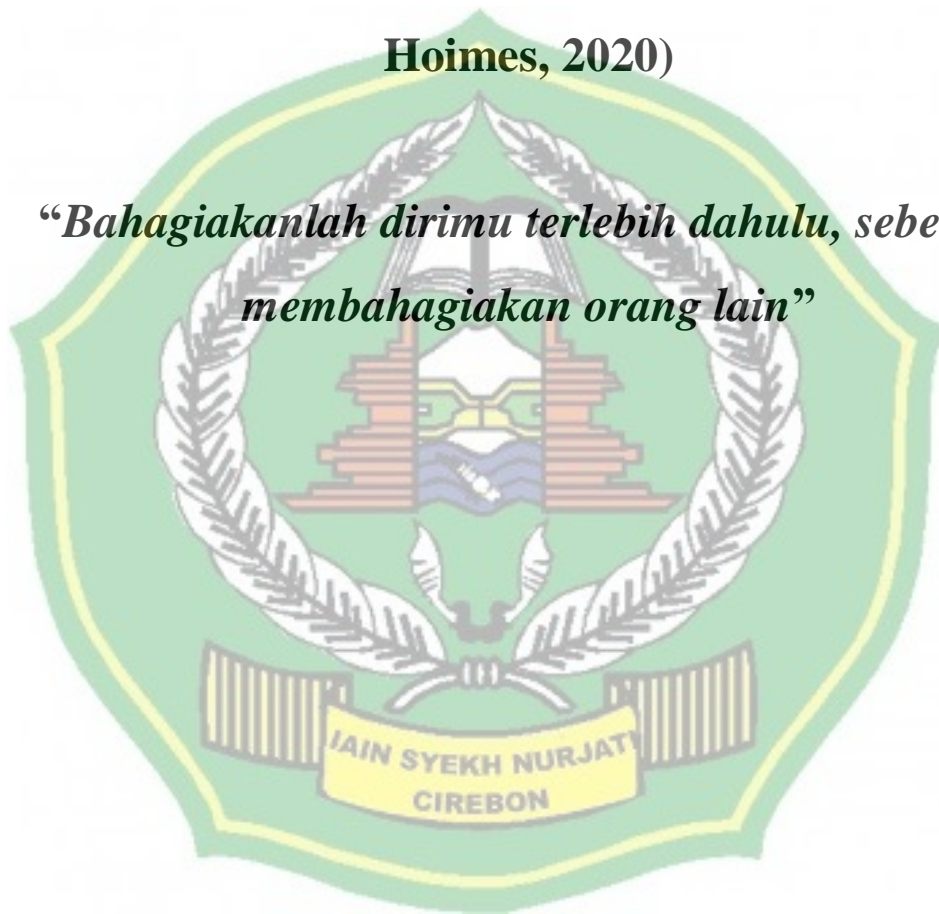 Hoimes, 2020)
“Bahagiakanlah dirimu terlebih dahulu, sebe
membahagiakan orang lain”
IAIN SYEKH NURJATI
CIREBON